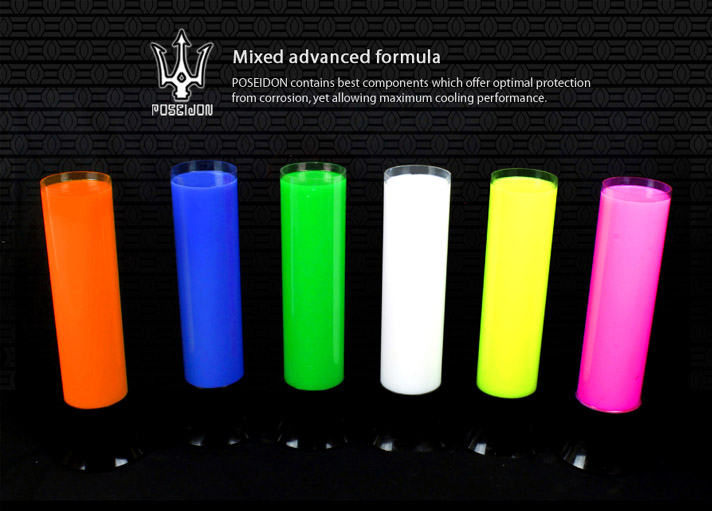 Mixed advanced formula
POSEIDON
POSEIDON contains best components which offer optimal protection
from corrosion, yet allowing maximum cooling performance.